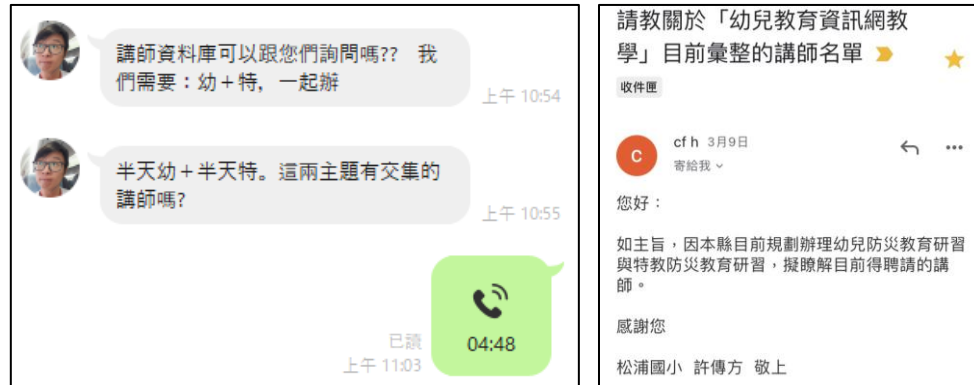 講師資料庫可以跟您們詢問嗎?? 我
們需要：幼＋特，一起辦
上午 10:54
半天幼＋半天特。這兩主題有交集的
講師嗎?
上午 10:55
已讀
上午 11:03
04:48
請教關於「幼兒教育資訊網教
學」目前彙整的講師名單
收件匣
C
cf h 3月9日
寄給我
您好：
如主旨，因本縣目前規劃辦理幼兒防災教育研習
與特教防災教育研習，擬瞭解目前得聘請的講
師。
感謝您
松浦國小 許傳方 敬上